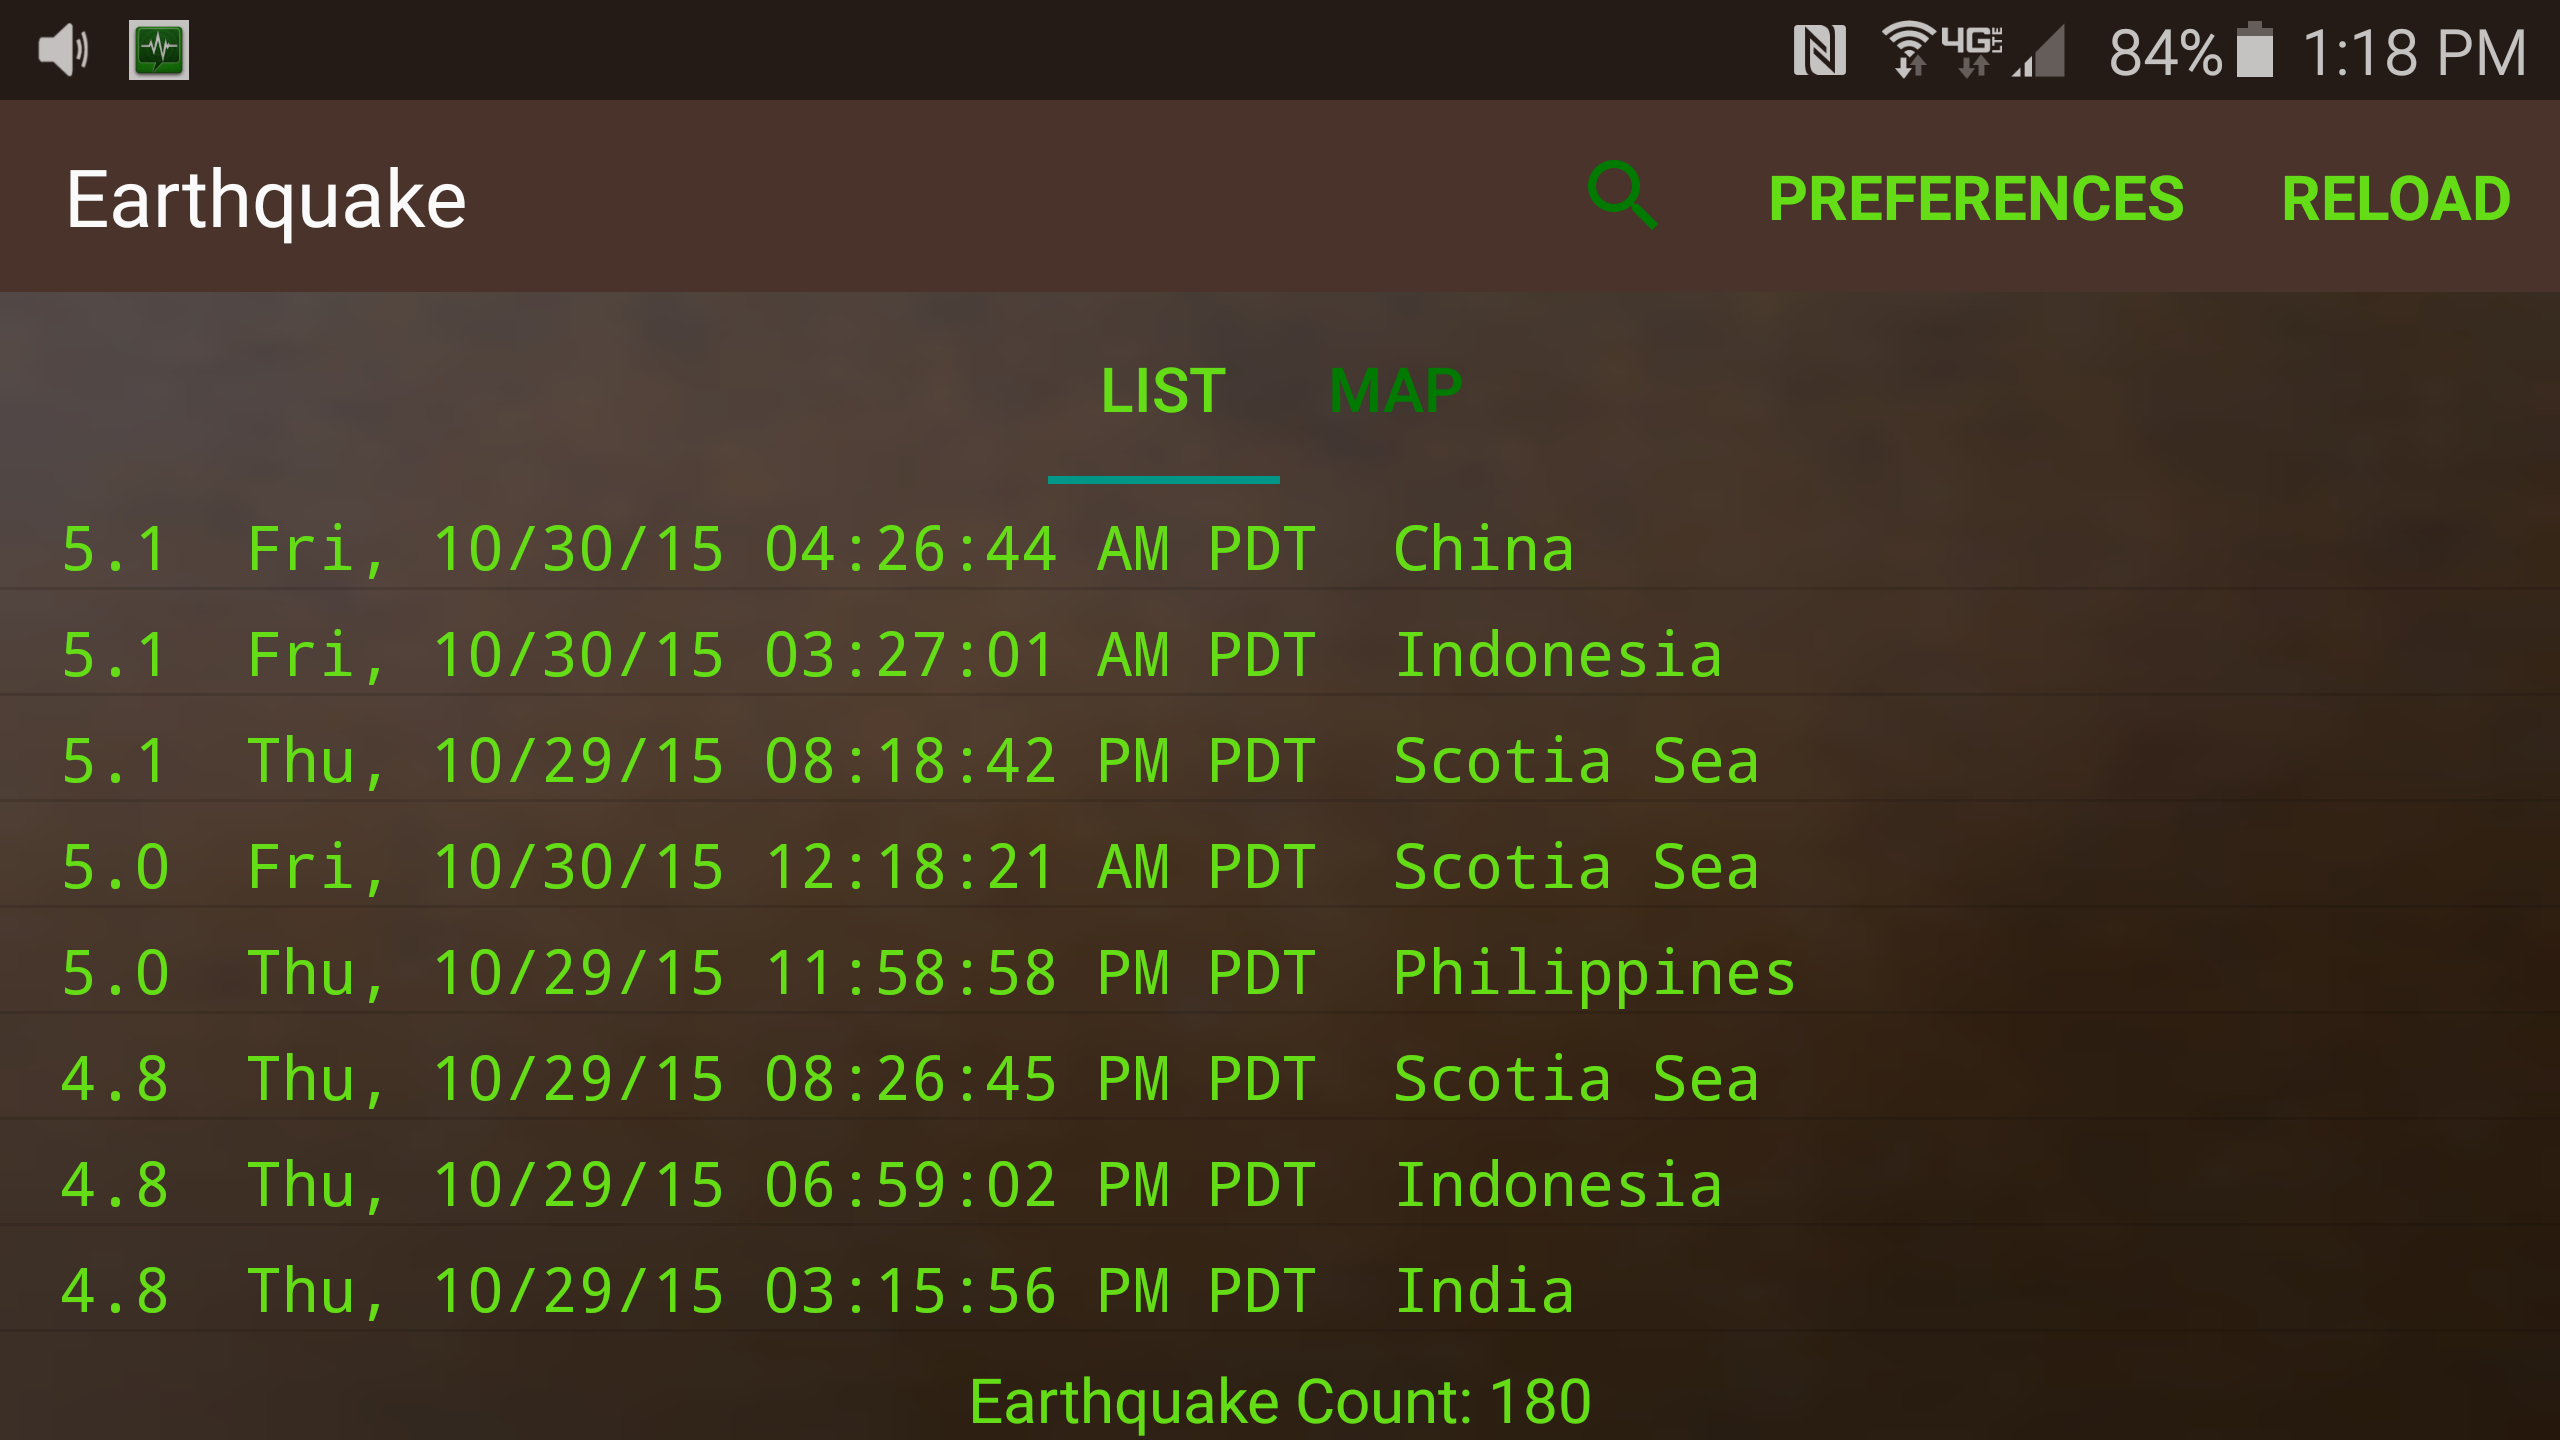 4G LTE 84% 1:18 PM
Earthquake PREFERENCES RELOAD
LIST MAP
5.1 Fri, 10/30/15 04:26:44 AM PDT China
5.1 Fri, 10/30/15 03:27:01 AM PDT Indonesia
5.1 Thu, 10/29/15 08:18:42 PM PDT Scotia Sea
5.0 Fri, 10/30/15 12:18:21 AM PDT Scotia Sea
5.0 Thu, 10/29/15 11:58:58 PM PDT Philippines
4.8 Thu, 10/29/15 08:26:45 PM PDT Scotia Sea
4.8 Thu, 10/29/15 06:59:02 PM PDT Indonesia
4.8 Thu, 10/29/15 03:15:56 PM PDT India
Earthquake Count: 180